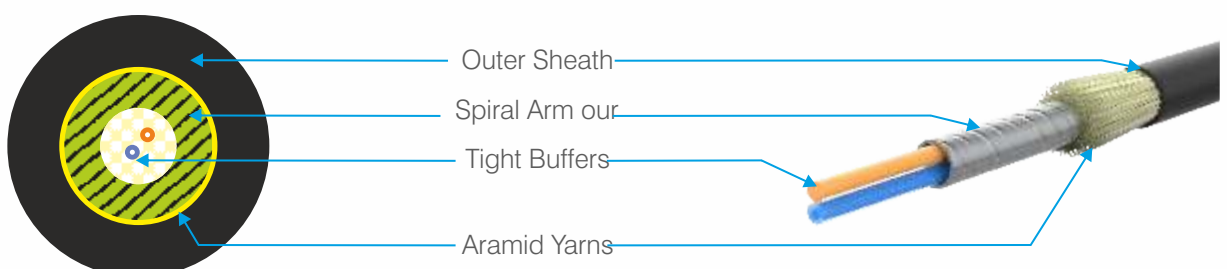 Outer Sheath
Spiral Arm our
Tight Buffers
Aramid Yarns